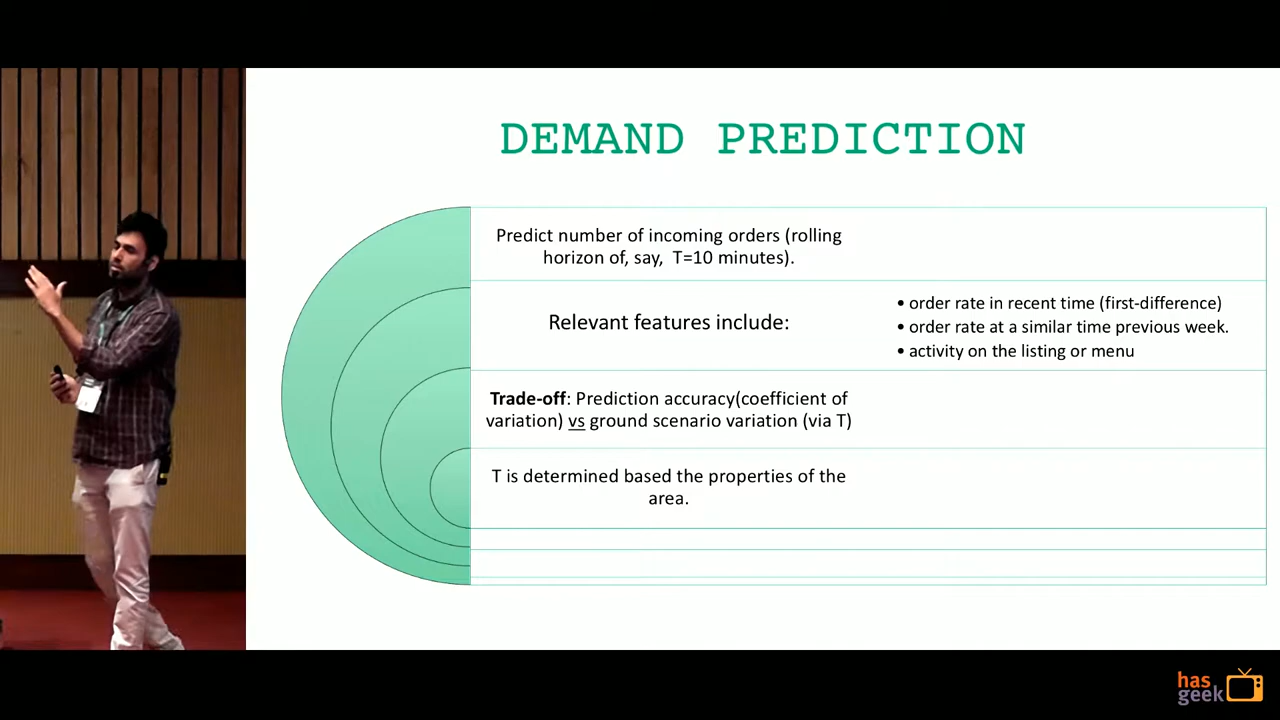 DEMAND PREDICTION
Predict number of incoming orders (rolling
horizon of, say, T=10 minutes).
Relevant features include:
• order rate in recent time (first-difference)
• order rate at a similar time previous week.
• activity on the listing or menu
Trade-off: Prediction accuracy(coefficient of
variation) vs ground scenario variation (via T)
T is determined based the properties of the
area.
has
geek